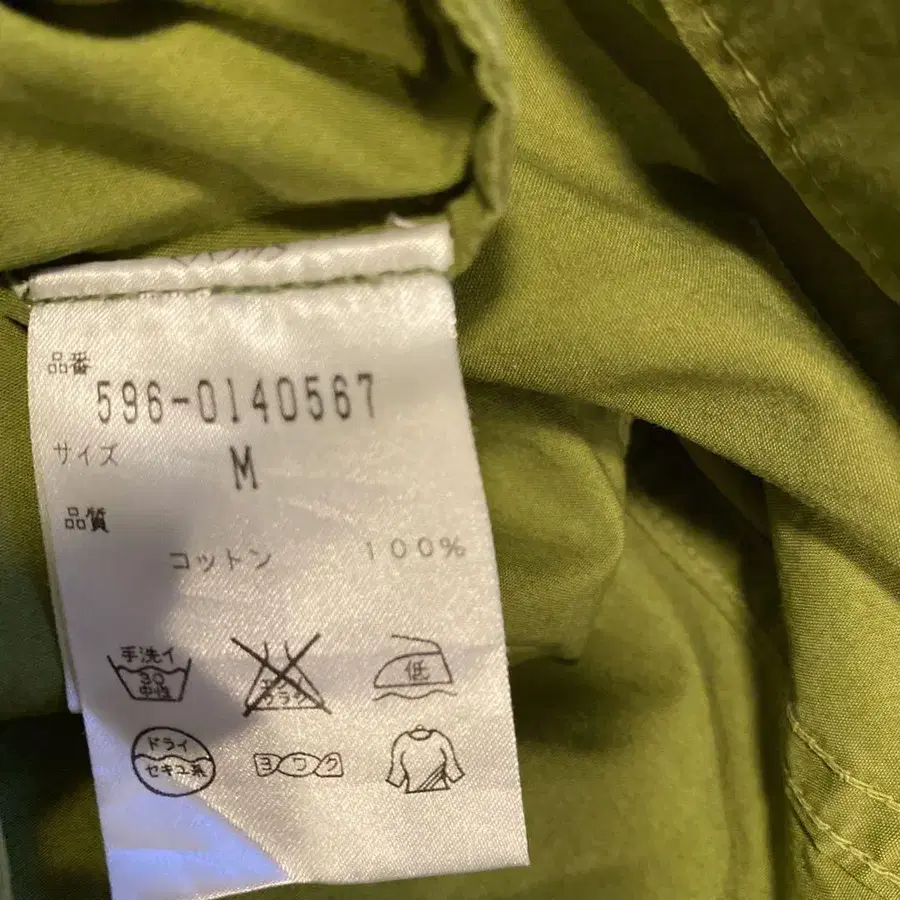 品番
596-0140567
サイズ
M
品質
コットン 100%
手洗イ
30
中性
低
ドライ
セキユ系
ヨワク